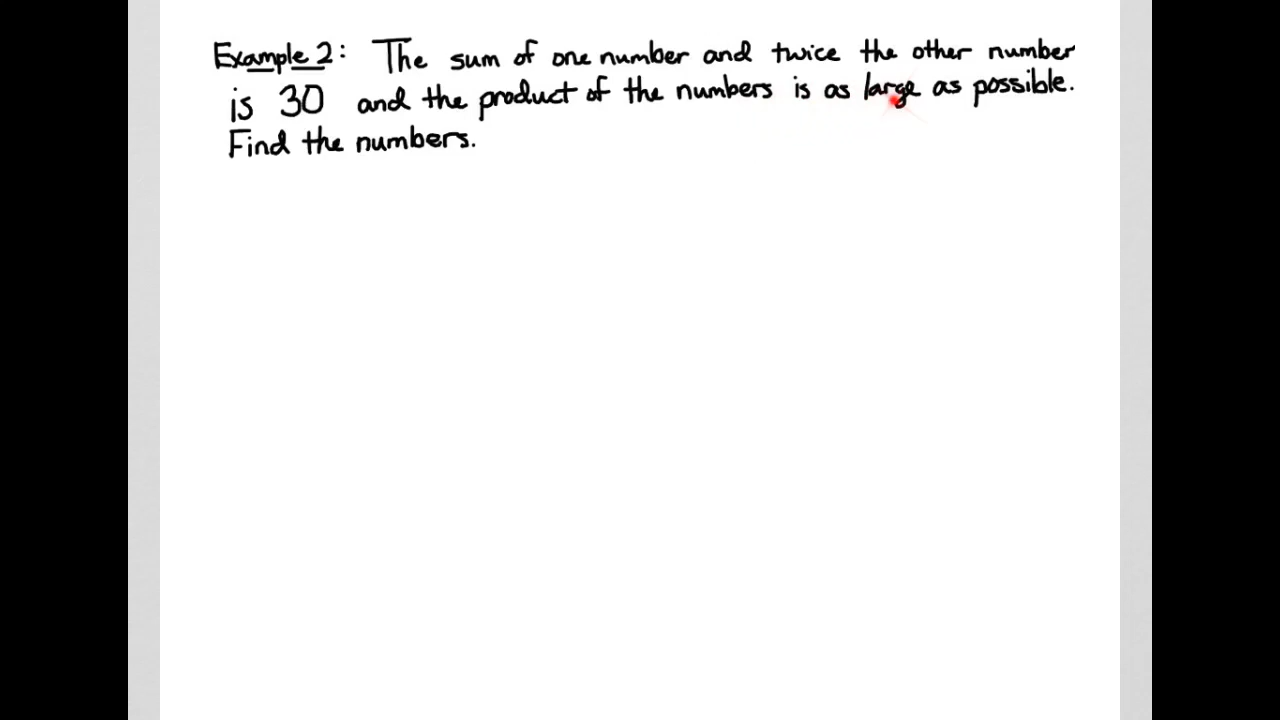 Example 2: The sum of one number and twice the other number
is 30 and the product of the numbers is as large as possible.
Find the numbers.